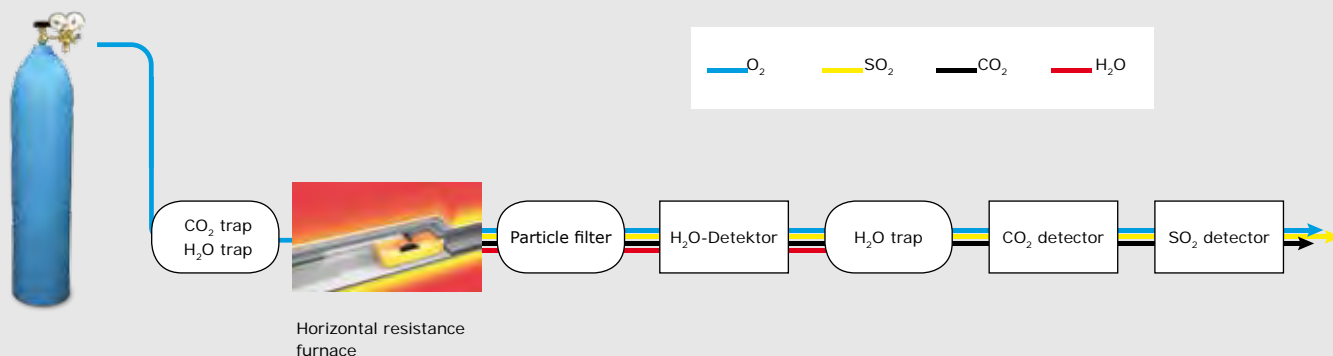 O₂
SO₂
CO₂
H₂O
CO₂ trap
H₂O trap
Particle filter
H₂O-Detektor
H₂O trap
CO₂ detector
SO₂ detector
Horizontal resistance
furnace